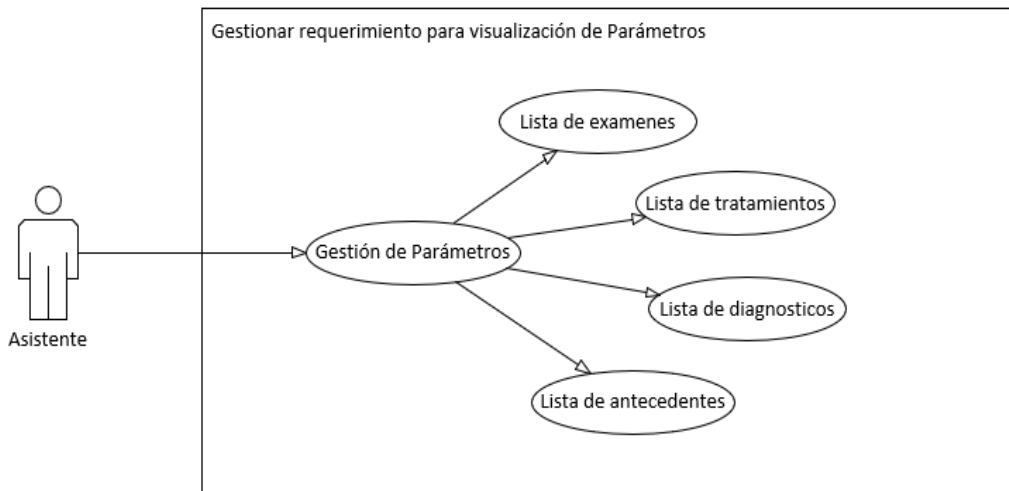 Gestionar requerimiento para visualización de Parámetros
Lista de examenes
Lista de tratamientos
Gestión de Parámetros
Lista de diagnosticos
Asistente
Lista de antecedentes